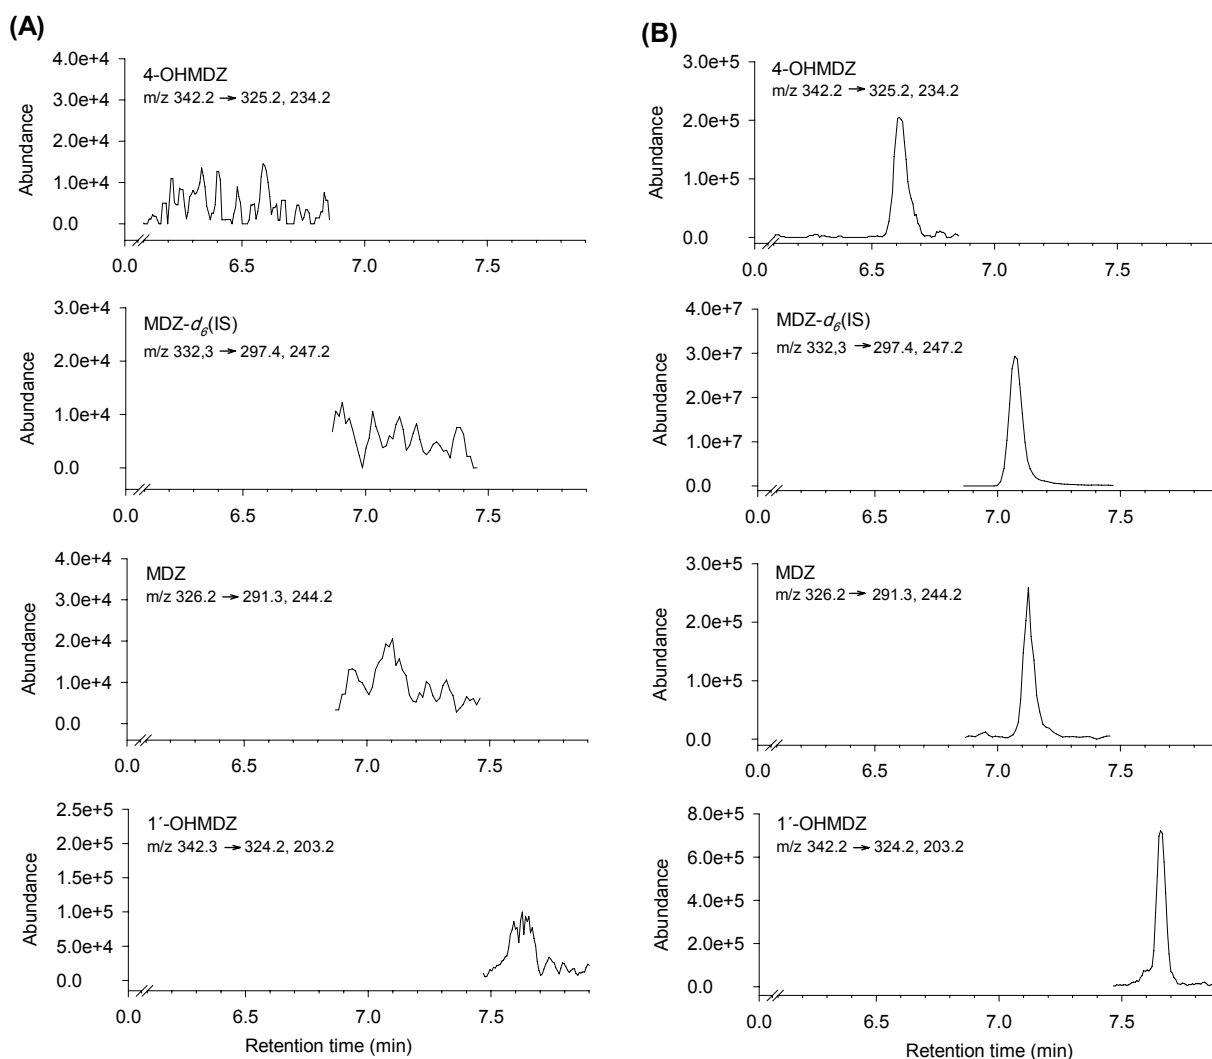 (A)
4.0e+4
3.0e+4
2.0e+4
1.0e+4
0.0
Abundance
4-OHMDZ
m/z 342.2 → 325.2, 234.2
0.0 6.5 7.0 7.5
3.0e+4
2.0e+4
1.0e+4
0.0
Abundance
MDZ-d6(IS)
m/z 332,3 → 297.4, 247.2
0.0 6.5 7.0 7.5
4.0e+4
3.0e+4
2.0e+4
1.0e+4
0.0
Abundance
MDZ
m/z 326.2 → 291.3, 244.2
0.0 6.5 7.0 7.5
2.5e+5
2.0e+5
1.5e+5
1.0e+5
5.0e+4
0.0
Abundance
1´-OHMDZ
m/z 342.3 → 324.2, 203.2
0.0 6.5 7.0 7.5
Retention time (min)
(B)
3.0e+5
2.0e+5
1.0e+5
0.0
Abundance
4-OHMDZ
m/z 342.2 → 325.2, 234.2
0.0 6.5 7.0 7.5
4.0e+7
3.0e+7
2.0e+7
1.0e+7
0.0
Abundance
MDZ-d6(IS)
m/z 332,3 → 297.4, 247.2
0.0 6.5 7.0 7.5
3.0e+5
2.0e+5
1.0e+5
0.0
Abundance
MDZ
m/z 326.2 → 291.3, 244.2
0.0 6.5 7.0 7.5
8.0e+5
6.0e+5
4.0e+5
2.0e+5
0.0
Abundance
1´-OHMDZ
m/z 342.2 → 324.2, 203.2
0.0 6.5 7.0 7.5
Retention time (min)